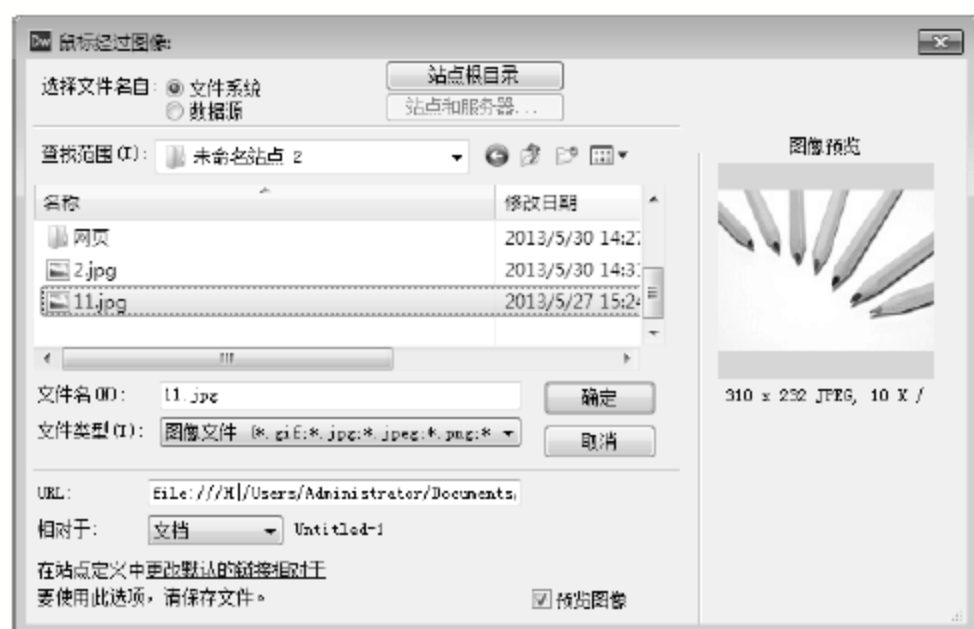 Dw 鼠标经过图像:
选择文件名自: 文件系统 站点根目录
数据源 站点和服务器...
查找范围(I): 未命名站点 2
图像预览
名称 修改日期
网页 2013/5/30 14:27
2.jpg 2013/5/30 14:3
11.jpg 2013/5/27 15:24
文件名(N): 11.jpg 确定
310 x 232 JPEG, 10 K /
文件类型(T): 图像文件 (*.gif;*.jpg;*.jpeg;*.png;* 取消
URL: file:///H|/Users/Administrator/Documents/
相对于: 文档 Untitled-1
在站点定义中更改默认的链接相对于
要使用此选项,请保存文件。 预览图像